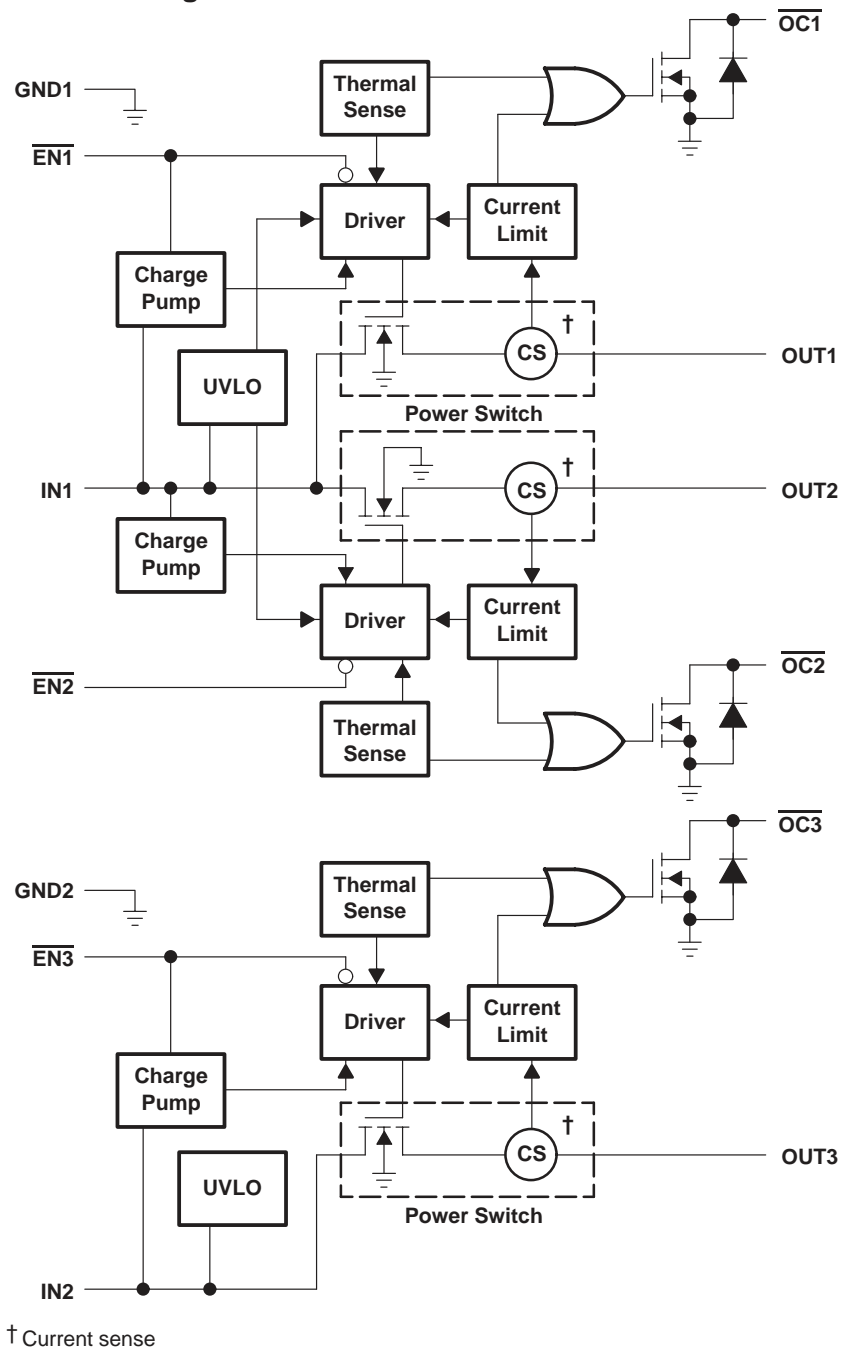 OC1
Thermal
Sense
GND1
EN1
Driver
Current
Limit
Charge
Pump
†
CS
OUT1
UVLO
Power Switch
IN1
†
CS
OUT2
Charge
Pump
Driver
Current
Limit
OC2
EN2
Thermal
Sense
OC3
Thermal
Sense
GND2
EN3
Driver
Current
Limit
Charge
Pump
†
CS
OUT3
UVLO
Power Switch
IN2
† Current sense